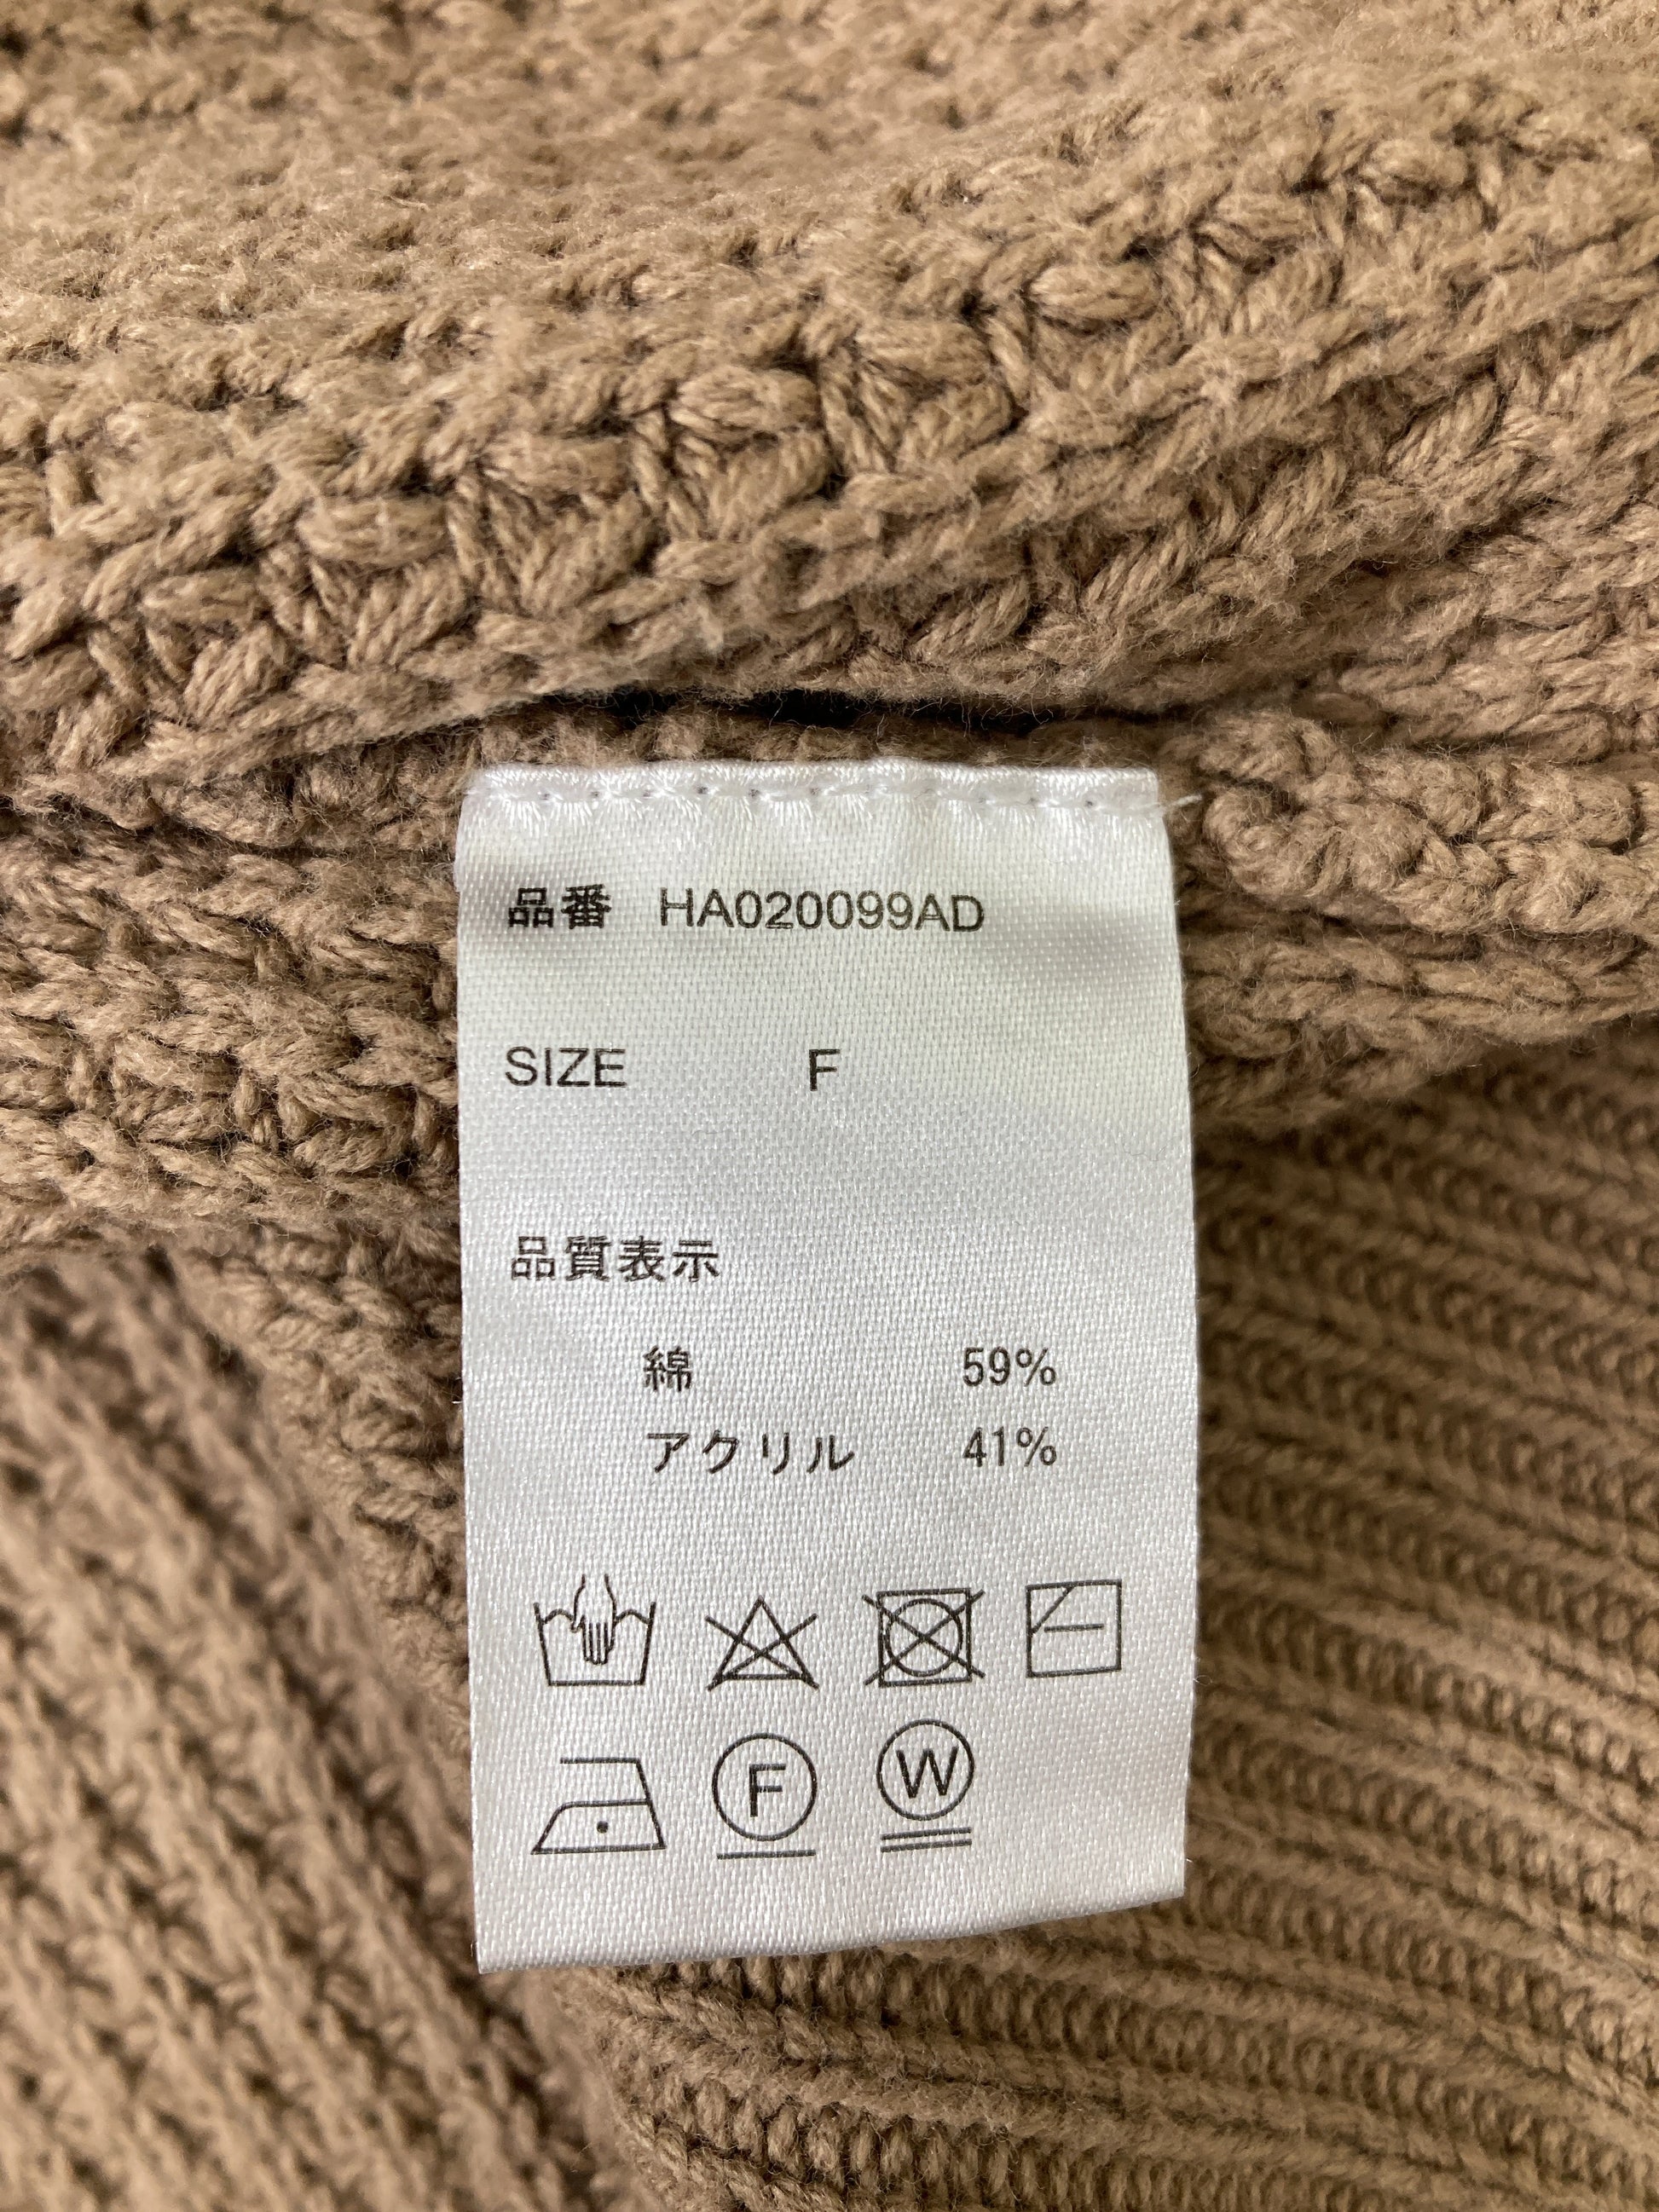 品番 HA020099AD
SIZE F
品質表示
綿 59%
アクリル 41%
F W